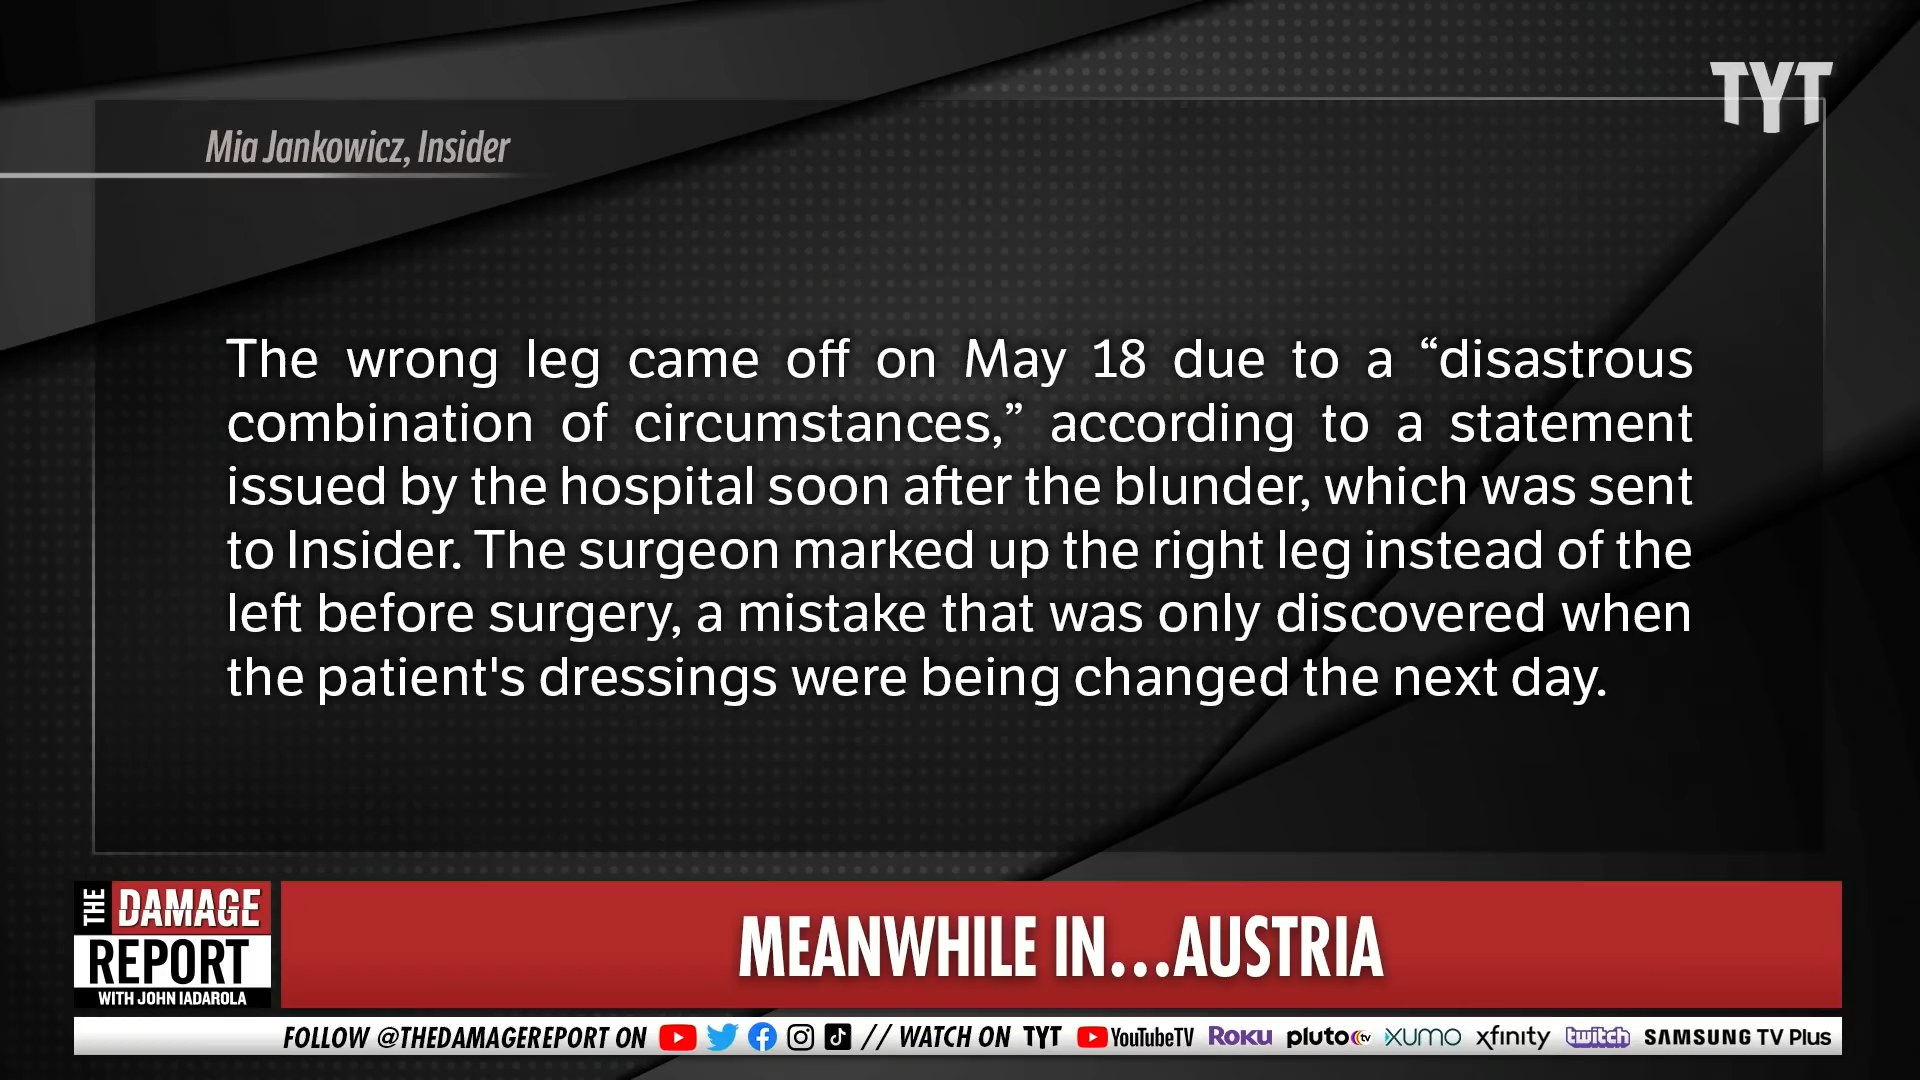 TYT
Mia Jankowicz, Insider
The wrong leg came off on May 18 due to a “disastrous
combination of circumstances,” according to a statement
issued by the hospital soon after the blunder, which was sent
to Insider. The surgeon marked up the right leg instead of the
left before surgery, a mistake that was only discovered when
the patient's dressings were being changed the next day.
THE DAMAGE
REPORT
WITH JOHN IADAROLA
MEANWHILE IN...AUSTRIA
FOLLOW @THEDAMAGEREPORT ON // WATCH ON TYT YouTubeTV Roku pluto tv xumo xfinity twitch SAMSUNG TV Plus